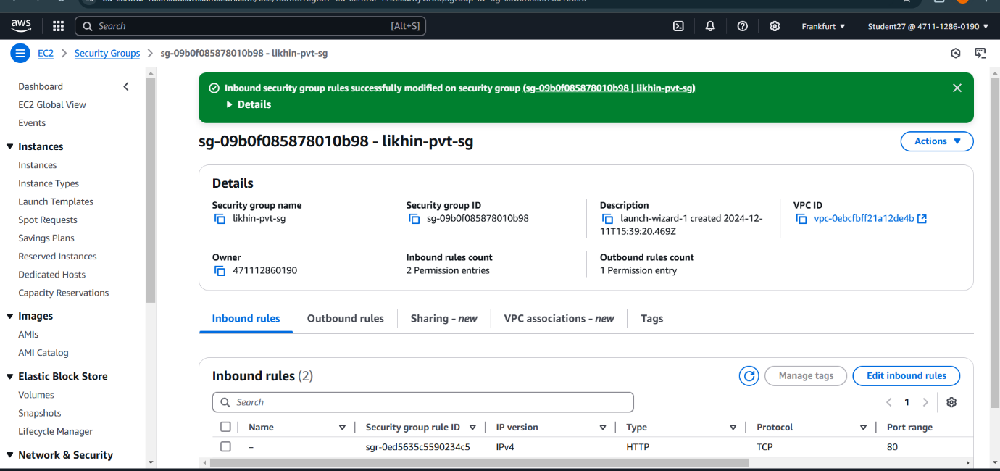 aws
Search
[Alt+S]
Frankfurt
Student27 @ 4711-1286-0190
EC2
Security Groups
sg-09b0f085878010b98 - likhin-pvt-sg
Dashboard
EC2 Global View
Events
Instances
Instances
Instance Types
Launch Templates
Spot Requests
Savings Plans
Reserved Instances
Dedicated Hosts
Capacity Reservations
Images
AMIs
AMI Catalog
Elastic Block Store
Volumes
Snapshots
Lifecycle Manager
Network & Security
Inbound security group rules successfully modified on security group (sg-09b0f085878010b98 | likhin-pvt-sg)
Details
sg-09b0f085878010b98 - likhin-pvt-sg
Actions
Details
Security group name
likhin-pvt-sg
Security group ID
sg-09b0f085878010b98
Description
launch-wizard-1 created 2024-12-
11T15:39:20.469Z
VPC ID
vpc-0ebcfbff21a12de4b
Owner
471112860190
Inbound rules count
2 Permission entries
Outbound rules count
1 Permission entry
Inbound rules
Outbound rules
Sharing - new
VPC associations - new
Tags
Inbound rules (2)
Manage tags
Edit inbound rules
Search
1
Name
Security group rule ID
IP version
Type
Protocol
Port range
–
sgr-0ed5635c5590234c5
IPv4
HTTP
TCP
80